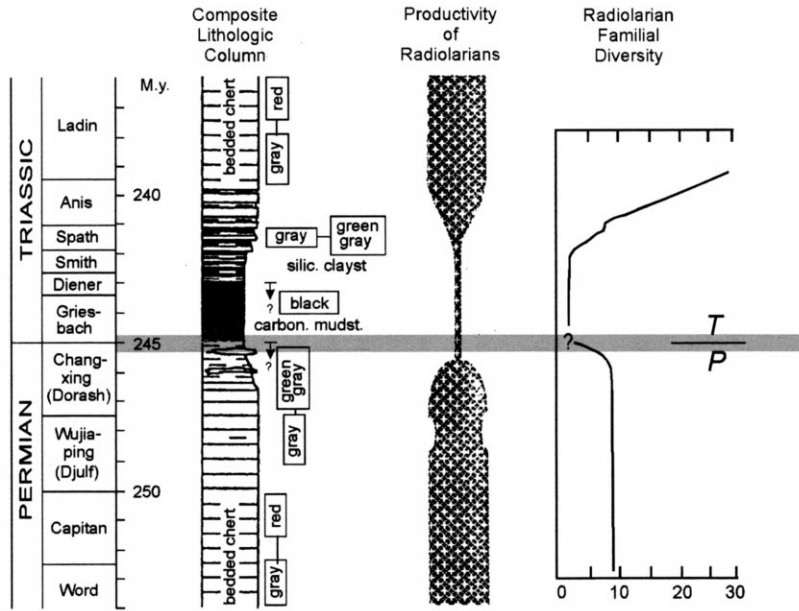 Composite
Lithologic
Column
Productivity
of
Radiolarians
Radiolarian
Familial
Diversity
M.y.
TRIASSIC
Ladin
Anis
Spath
Smith
Diener
Gries-
bach
PERMIAN
Chang-
xing
(Dorash)
Wujia-
ping
(Djulf)
Capitan
Word
240
245
250
bedded chert
red
gray
gray
green
gray
silic. clayst
?
black
carbon. mudst.
?
green
gray
gray
bedded chert
red
gray
?
T
P
0 10 20 30